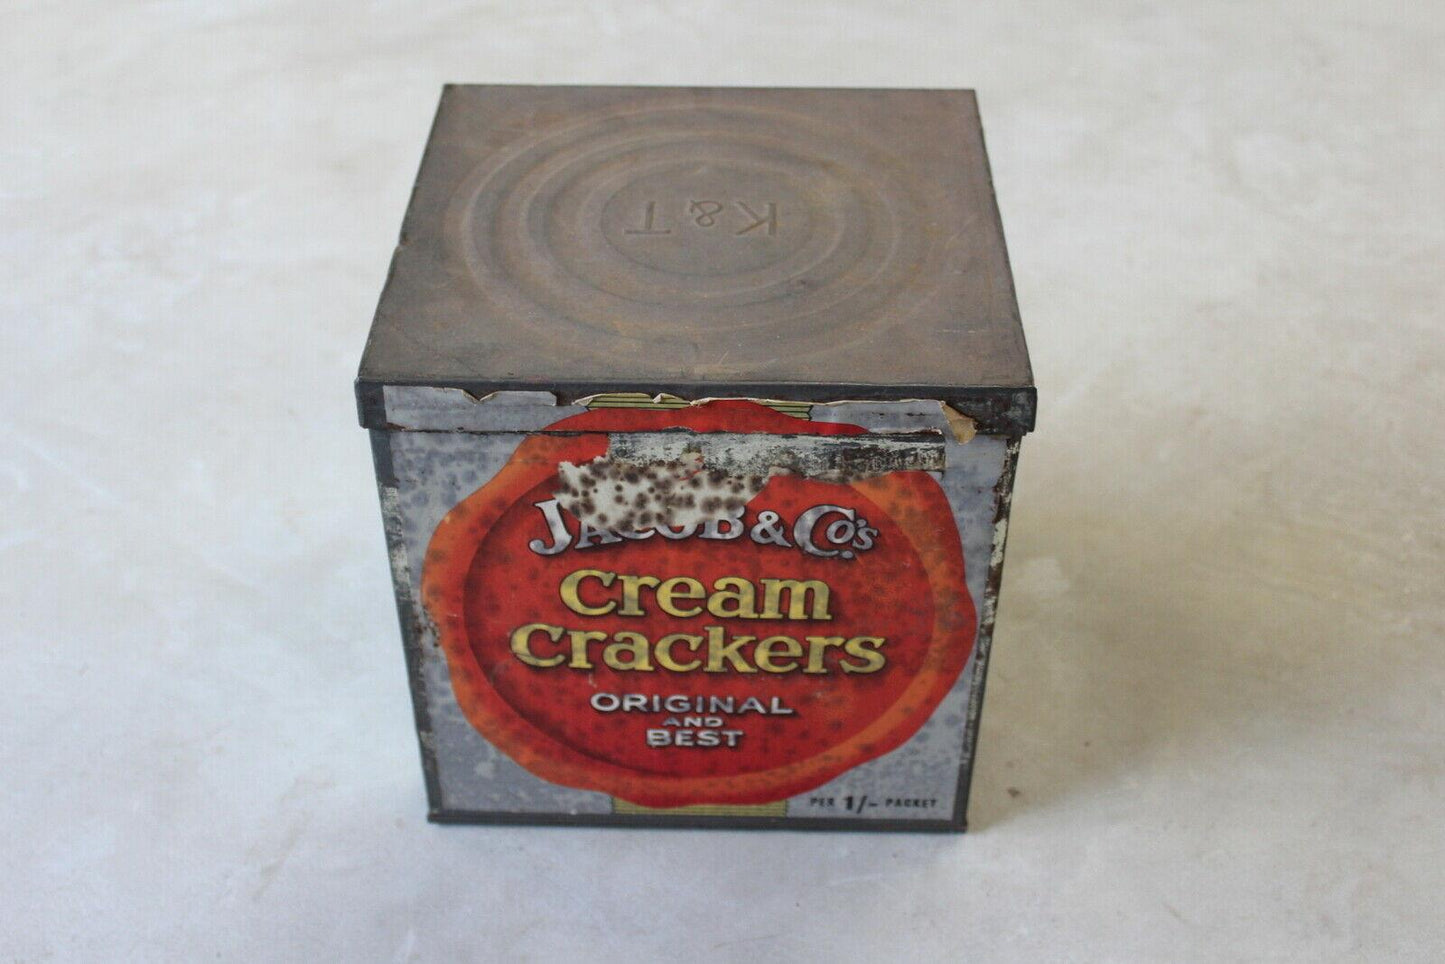 K&T
JACOB & Co's.
Cream
Crackers
ORIGINAL
AND
BEST
PER 1/- PACKET